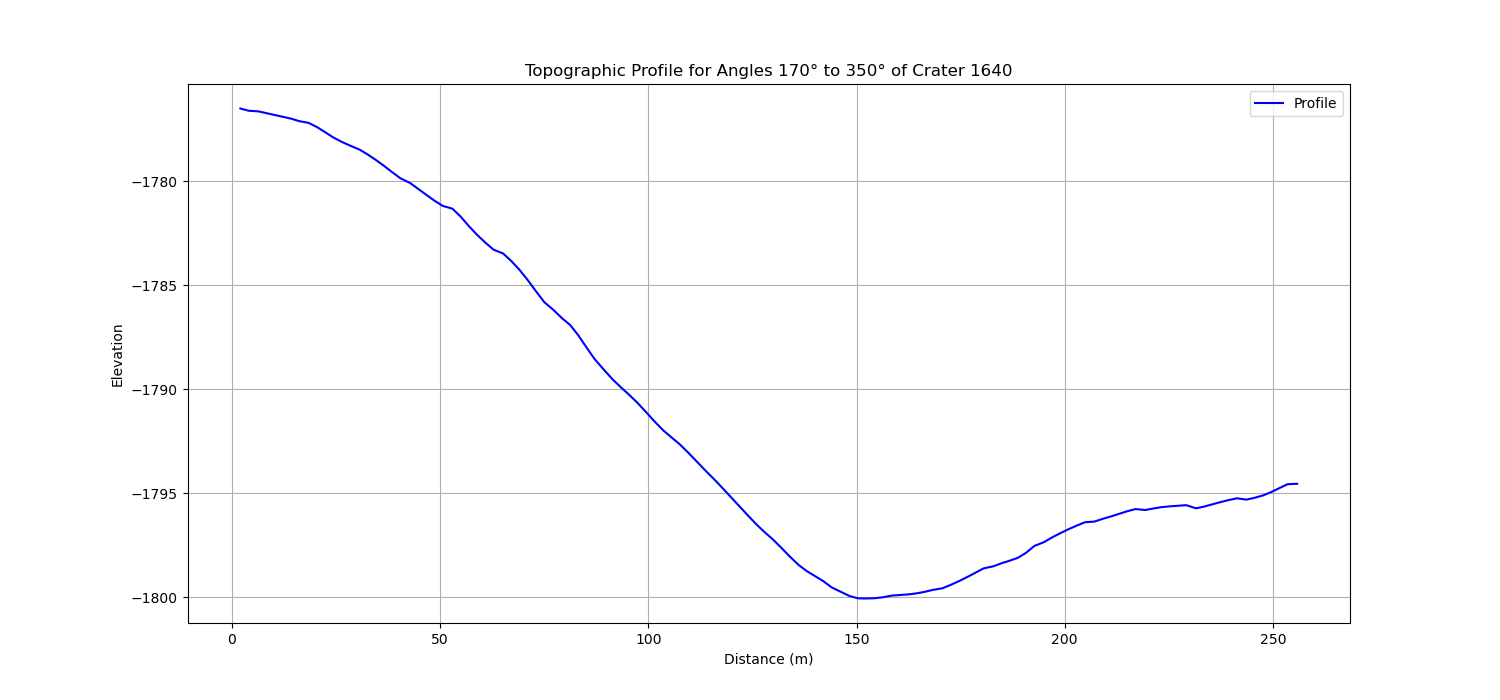 Topographic Profile for Angles 170° to 350° of Crater 1640
Profile
−1780
−1785
−1790
−1795
−1800
Elevation
0
50
100
150
200
250
Distance (m)